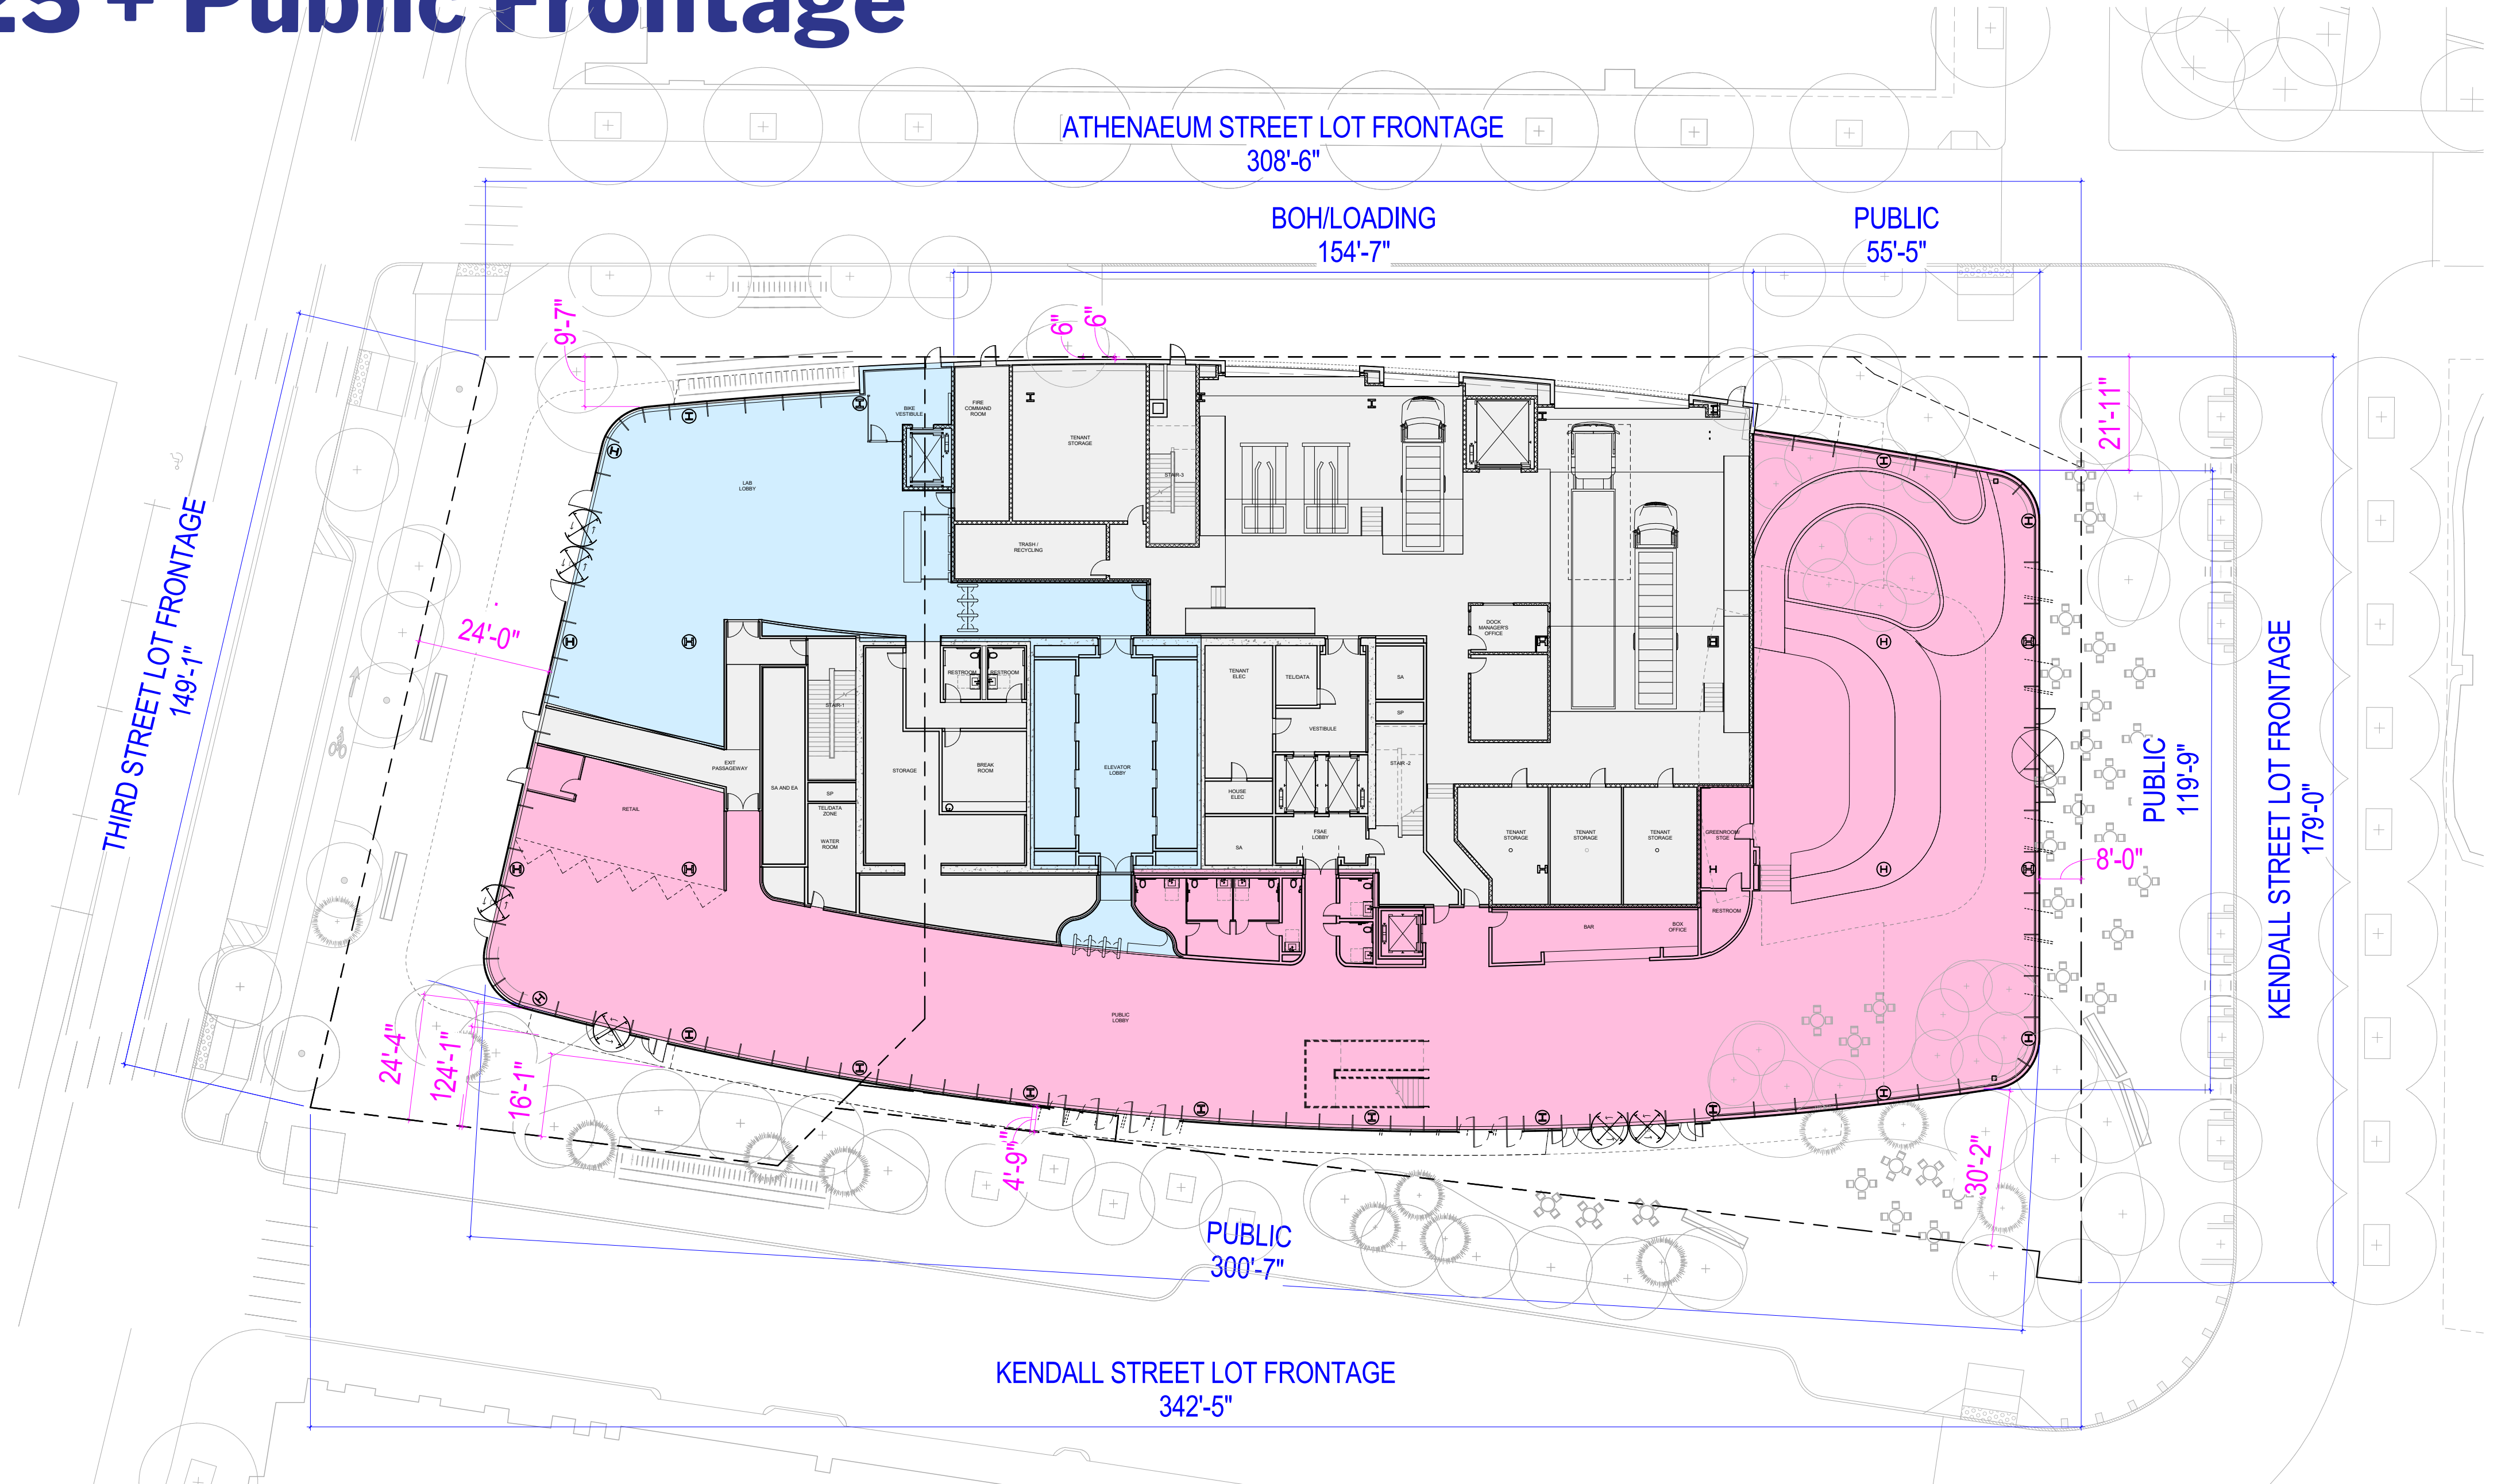 25 + Public Frontage
ATHENAEUM STREET LOT FRONTAGE
308'-6"
BOH/LOADING
154'-7"
PUBLIC
55'-5"
9'-7"
6"
6"
21'-11"
THIRD STREET LOT FRONTAGE
149'-1"
24'-0"
BIKE
VESTIBULE
FIRE
COMMAND
ROOM
TENANT
STORAGE
STAIR-3
LAB
LOBBY
TRASH /
RECYCLING
DOCK
MANAGER'S
OFFICE
RESTROOM
RESTROOM
TENANT
ELEC
TEL/DATA
SA
SP
STAIR-1
VESTIBULE
EXIT
PASSAGEWAY
STORAGE
BREAK
ROOM
ELEVATOR
LOBBY
STAIR -2
SA AND EA
SP
HOUSE
ELEC
RETAIL
TEL/DATA
ZONE
WATER
ROOM
SA
FSAE
LOBBY
TENANT
STORAGE
TENANT
STORAGE
TENANT
STORAGE
GREENROOM/
STGE
RESTROOM
BAR
BOX
OFFICE
PUBLIC
LOBBY
PUBLIC
119'-9"
8'-0"
KENDALL STREET LOT FRONTAGE
179'-0"
24'-4"
124'-1"
16'-1"
4'-9"
30'-2"
PUBLIC
300'-7"
KENDALL STREET LOT FRONTAGE
342'-5"